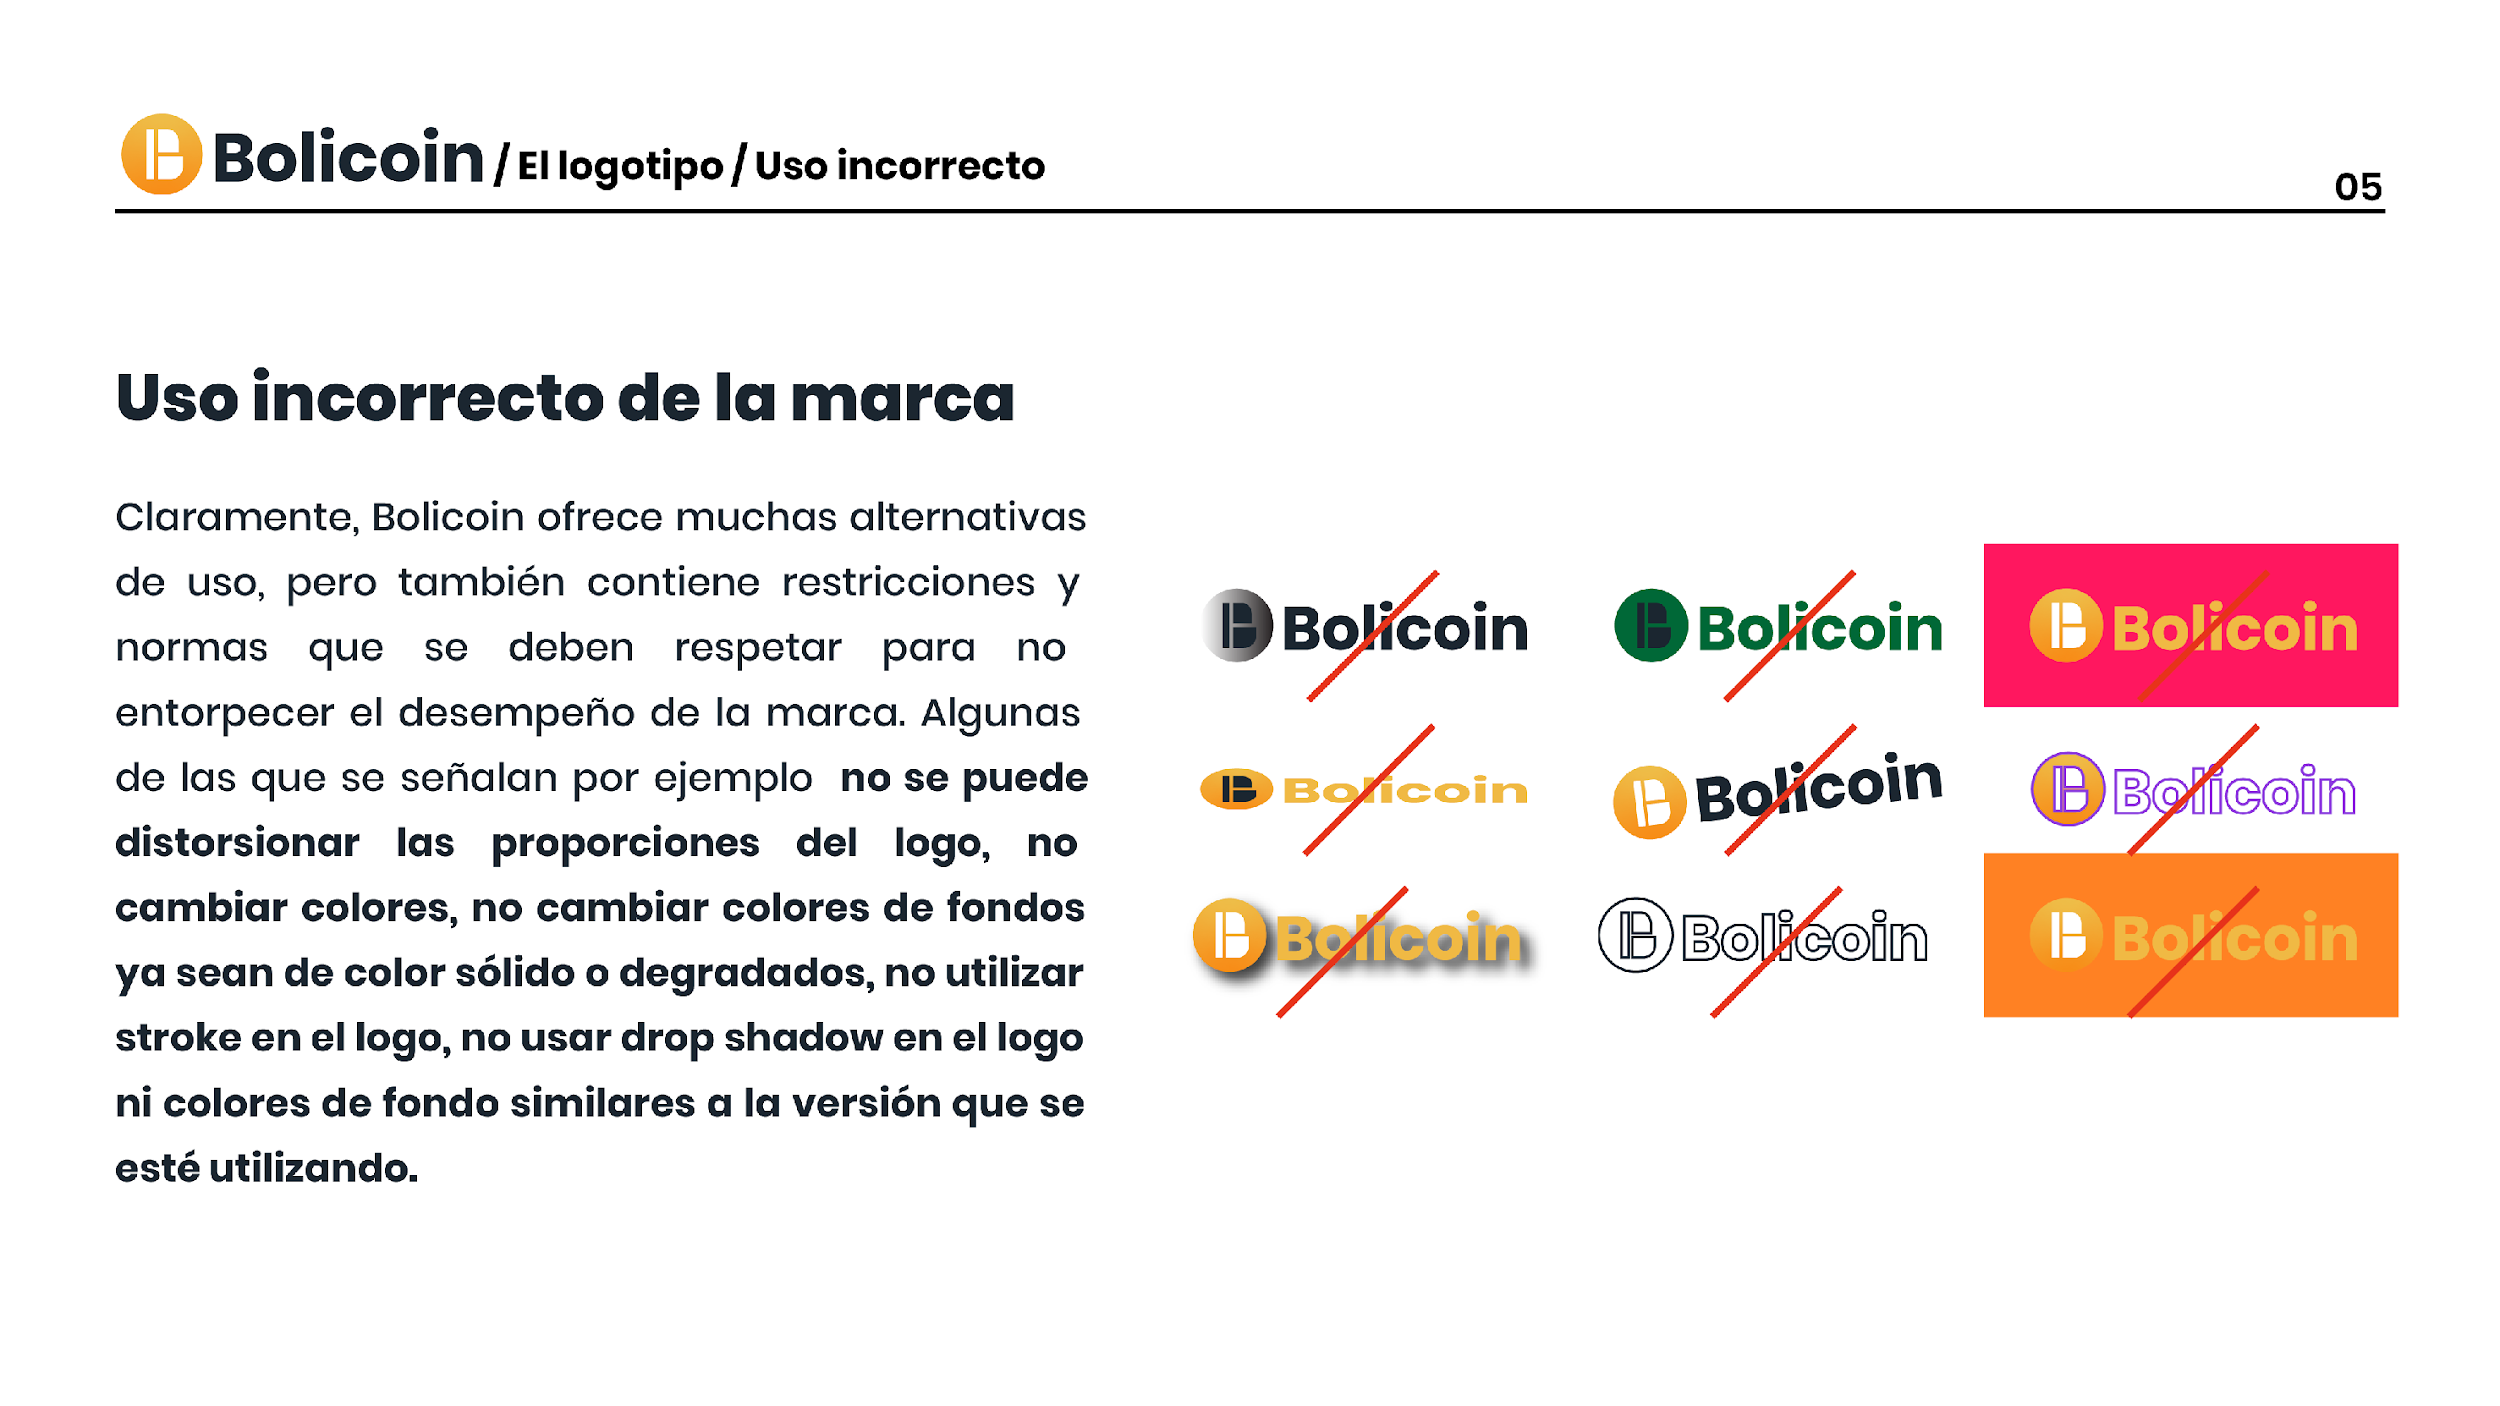 Bolicoin / El logotipo / Uso incorrecto
05
Uso incorrecto de la marca
Claramente, Bolicoin ofrece muchas alternativas
de uso, pero también contiene restricciones y
normas que se deben respetar para no
entorpecer el desempeño de la marca. Algunas
de las que se señalan por ejemplo no se puede
distorsionar las proporciones del logo, no
cambiar colores, no cambiar colores de fondos
ya sean de color sólido o degradados, no utilizar
stroke en el logo, no usar drop shadow en el logo
ni colores de fondo similares a la versión que se
esté utilizando.
Bolicoin
Bolicoin
Bolicoin
Bolicoin
Bolicoin
Bolicoin
Bolicoin
Bolicoin
Bolicoin